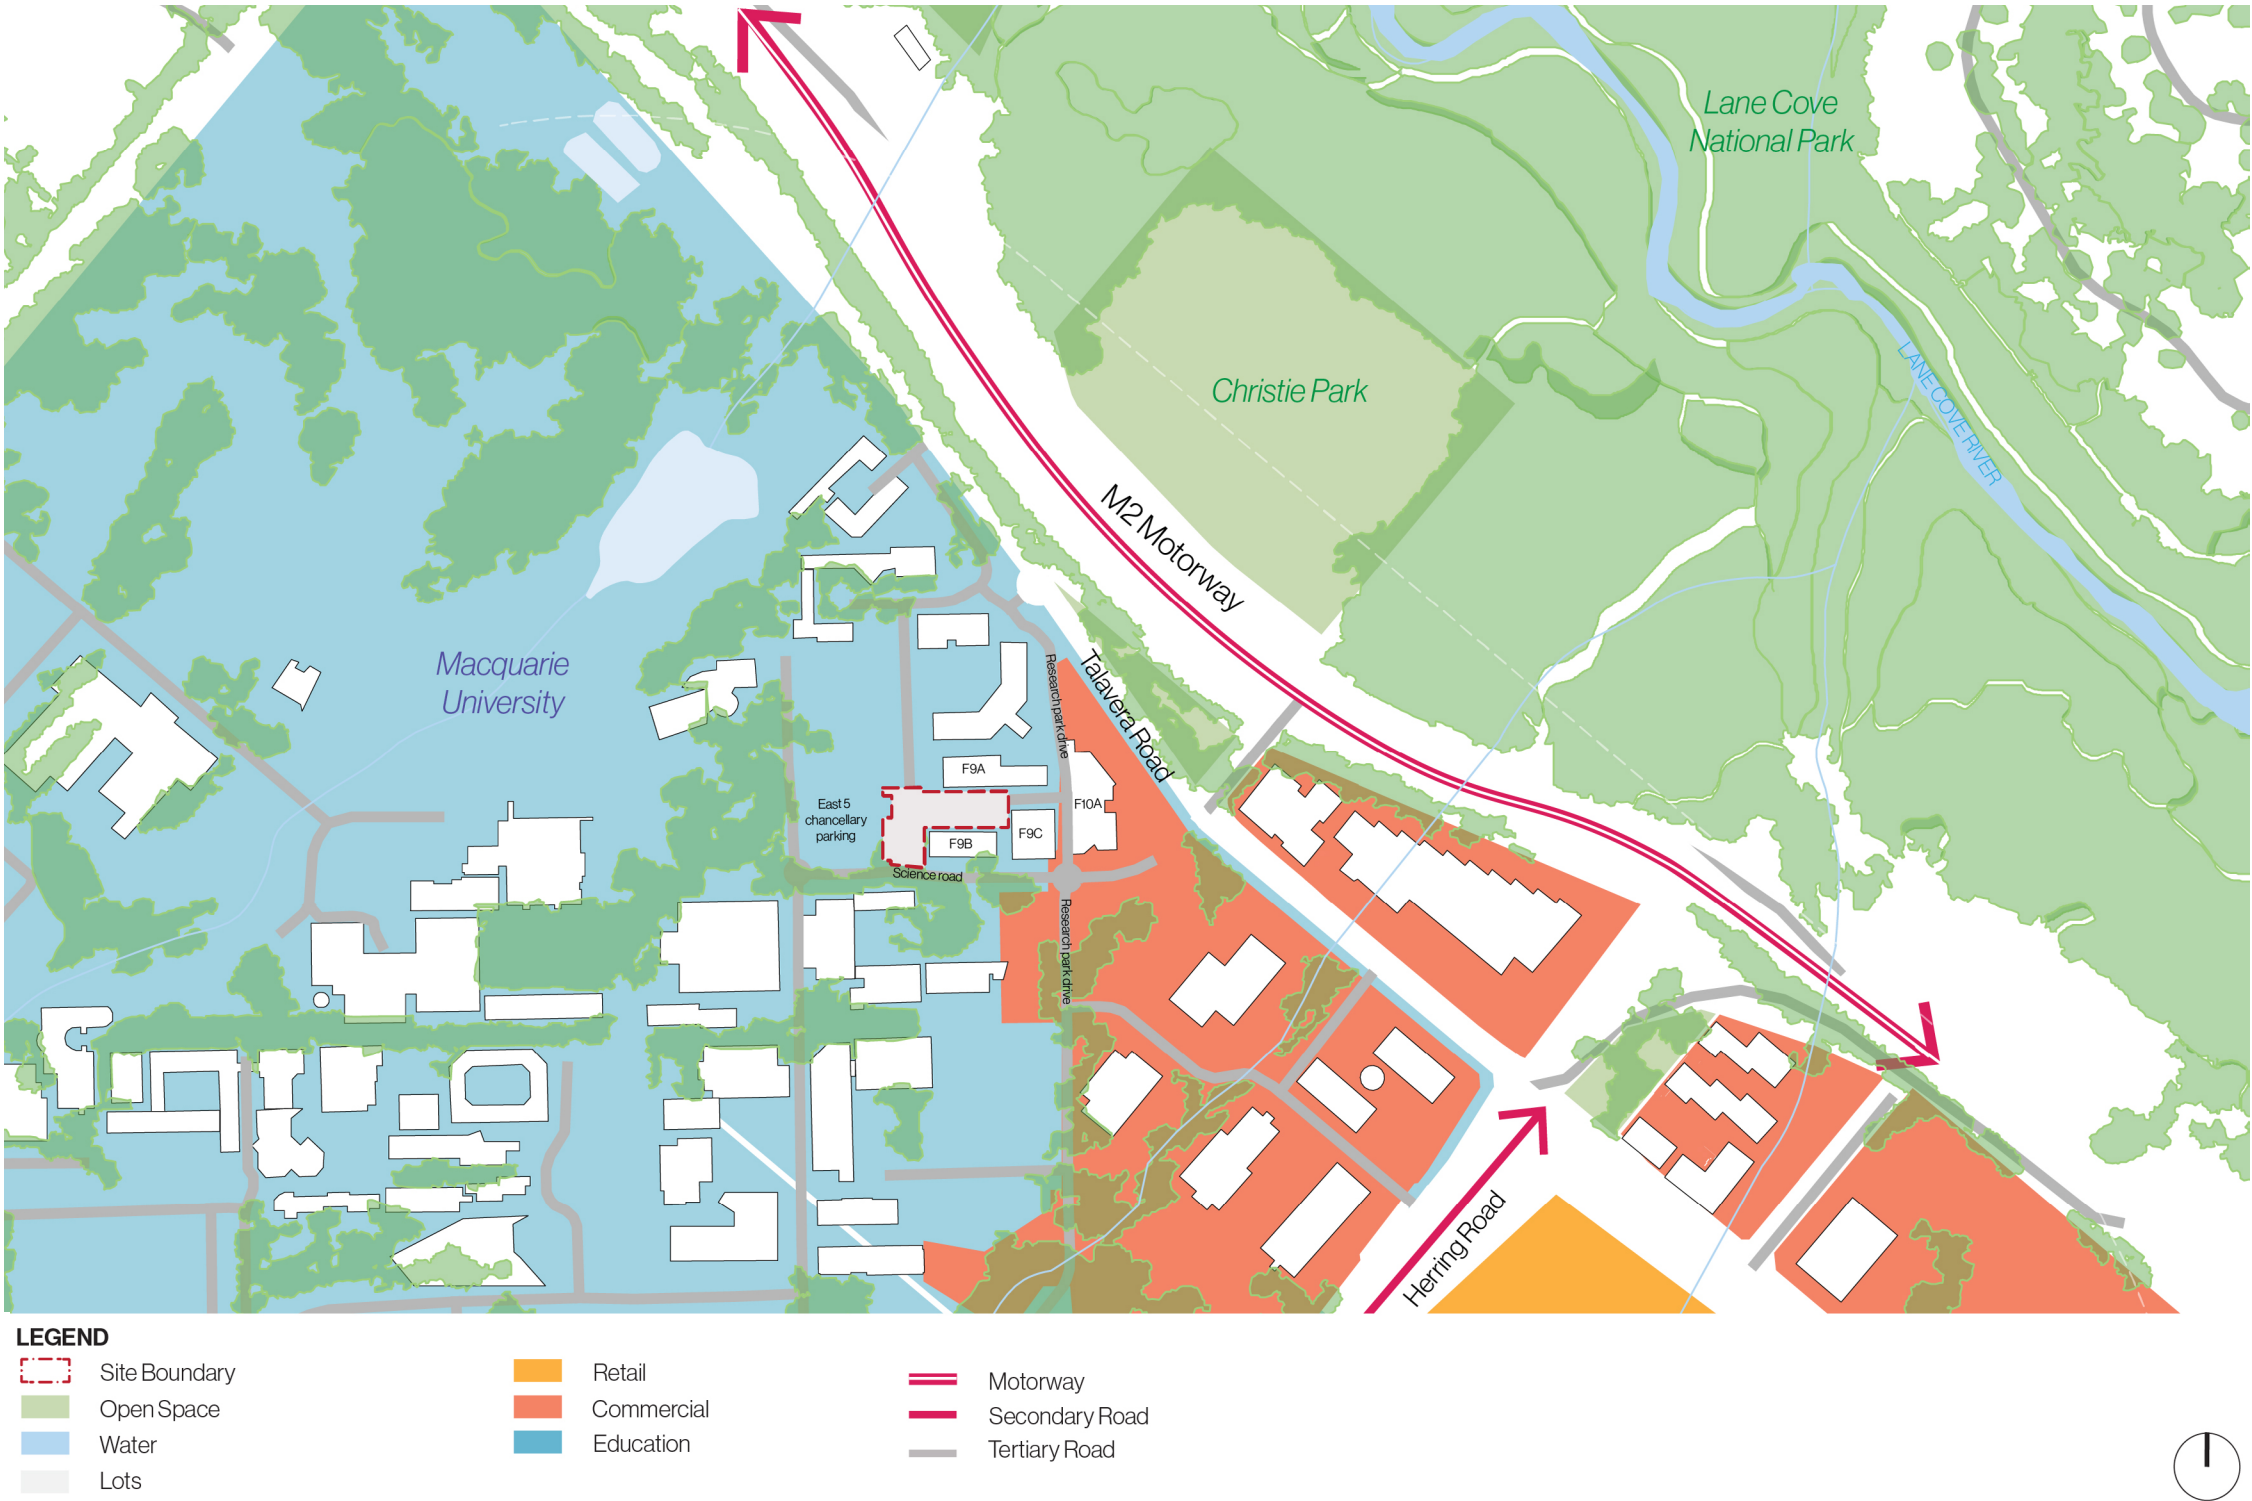 Lane Cove
National Park
Christie Park
LANE COVE RIVER
M2 Motorway
Macquarie
University
Talavera Road
Research park drive
F9A
East 5
chancellary
parking
F10A
F9C
F9B
Science road
Research park drive
Herring Road
LEGEND
Site Boundary
Open Space
Water
Lots
Retail
Commercial
Education
Motorway
Secondary Road
Tertiary Road